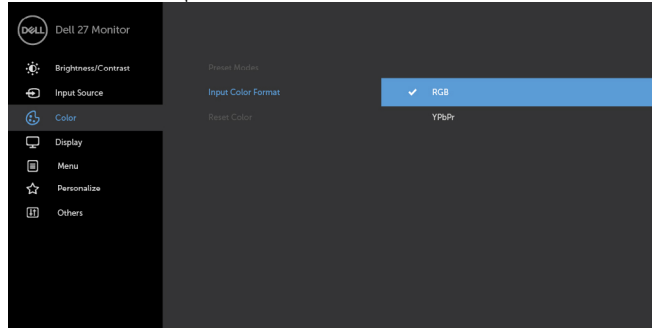 DELL Dell 27 Monitor
Brightness/Contrast
Input Source
Color
Display
Menu
Personalize
Others
Preset Modes
Input Color Format
Reset Color
RGB
YPbPr